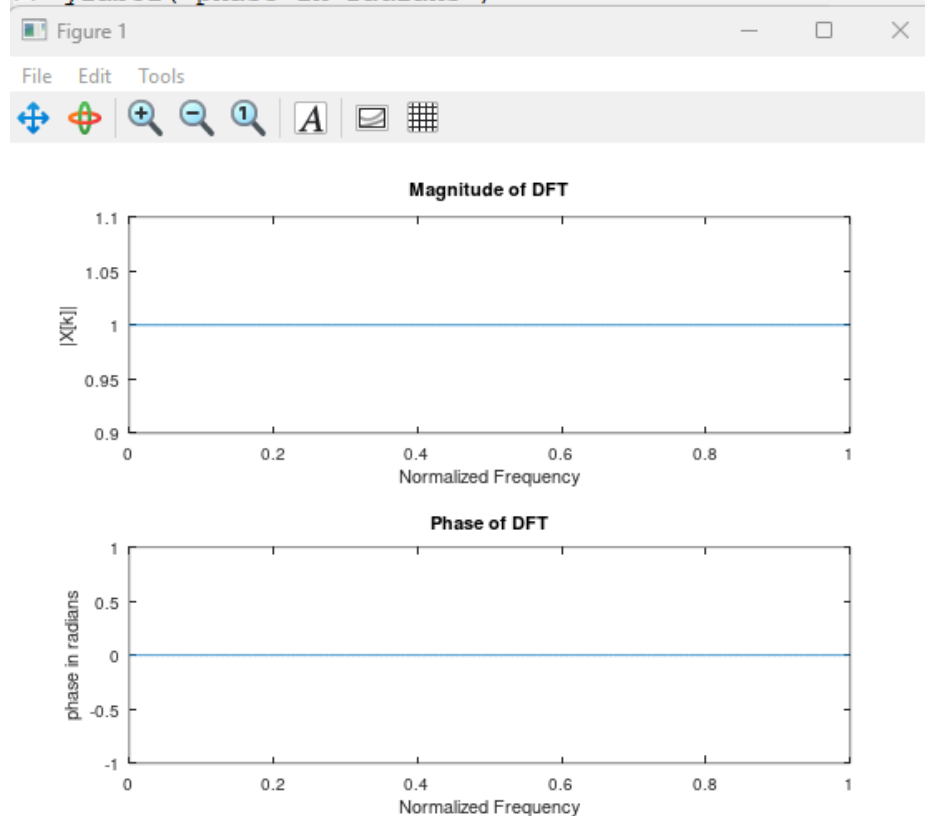 Figure 1
File Edit Tools
A
Magnitude of DFT
1.1
1.05
1
0.95
0.9
|X[k]|
0 0.2 0.4 0.6 0.8 1
Normalized Frequency
Phase of DFT
1
0.5
0
-0.5
-1
phase in radians
0 0.2 0.4 0.6 0.8 1
Normalized Frequency